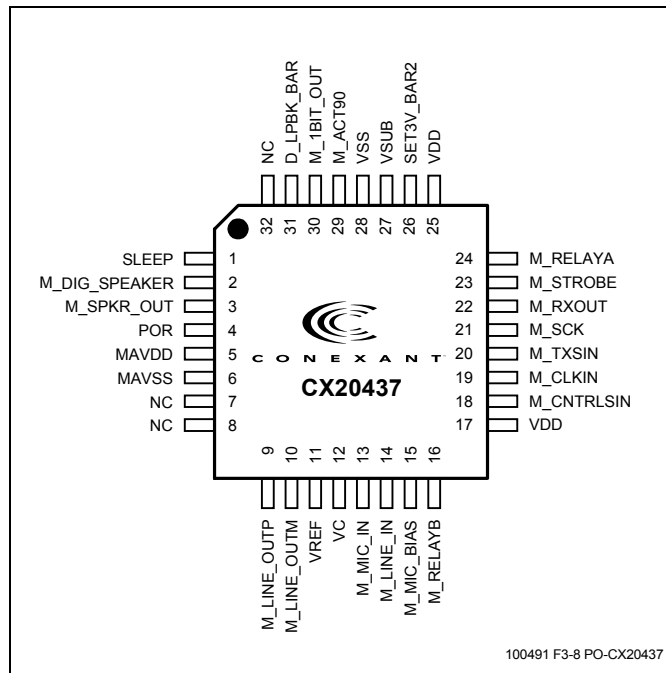 NC
D_LPBK_BAR
M_1BIT_OUT
M_ACT90
VSS
VSUB
SET3V_BAR2
VDD
32
31
30
29
28
27
26
25
SLEEP 1
M_DIG_SPEAKER 2
M_SPKR_OUT 3
POR 4
MAVDD 5
MAVSS 6
NC 7
NC 8
24 M_RELAYA
23 M_STROBE
22 M_RXOUT
21 M_SCK
20 M_TXSIN
19 M_CLKIN
18 M_CNTRLSIN
17 VDD
CONEXANT
CX20437
9
10
11
12
13
14
15
16
M_LINE_OUTP
M_LINE_OUTM
VREF
VC
M_MIC_IN
M_LINE_IN
M_MIC_BIAS
M_RELAYB
100491 F3-8 PO-CX20437